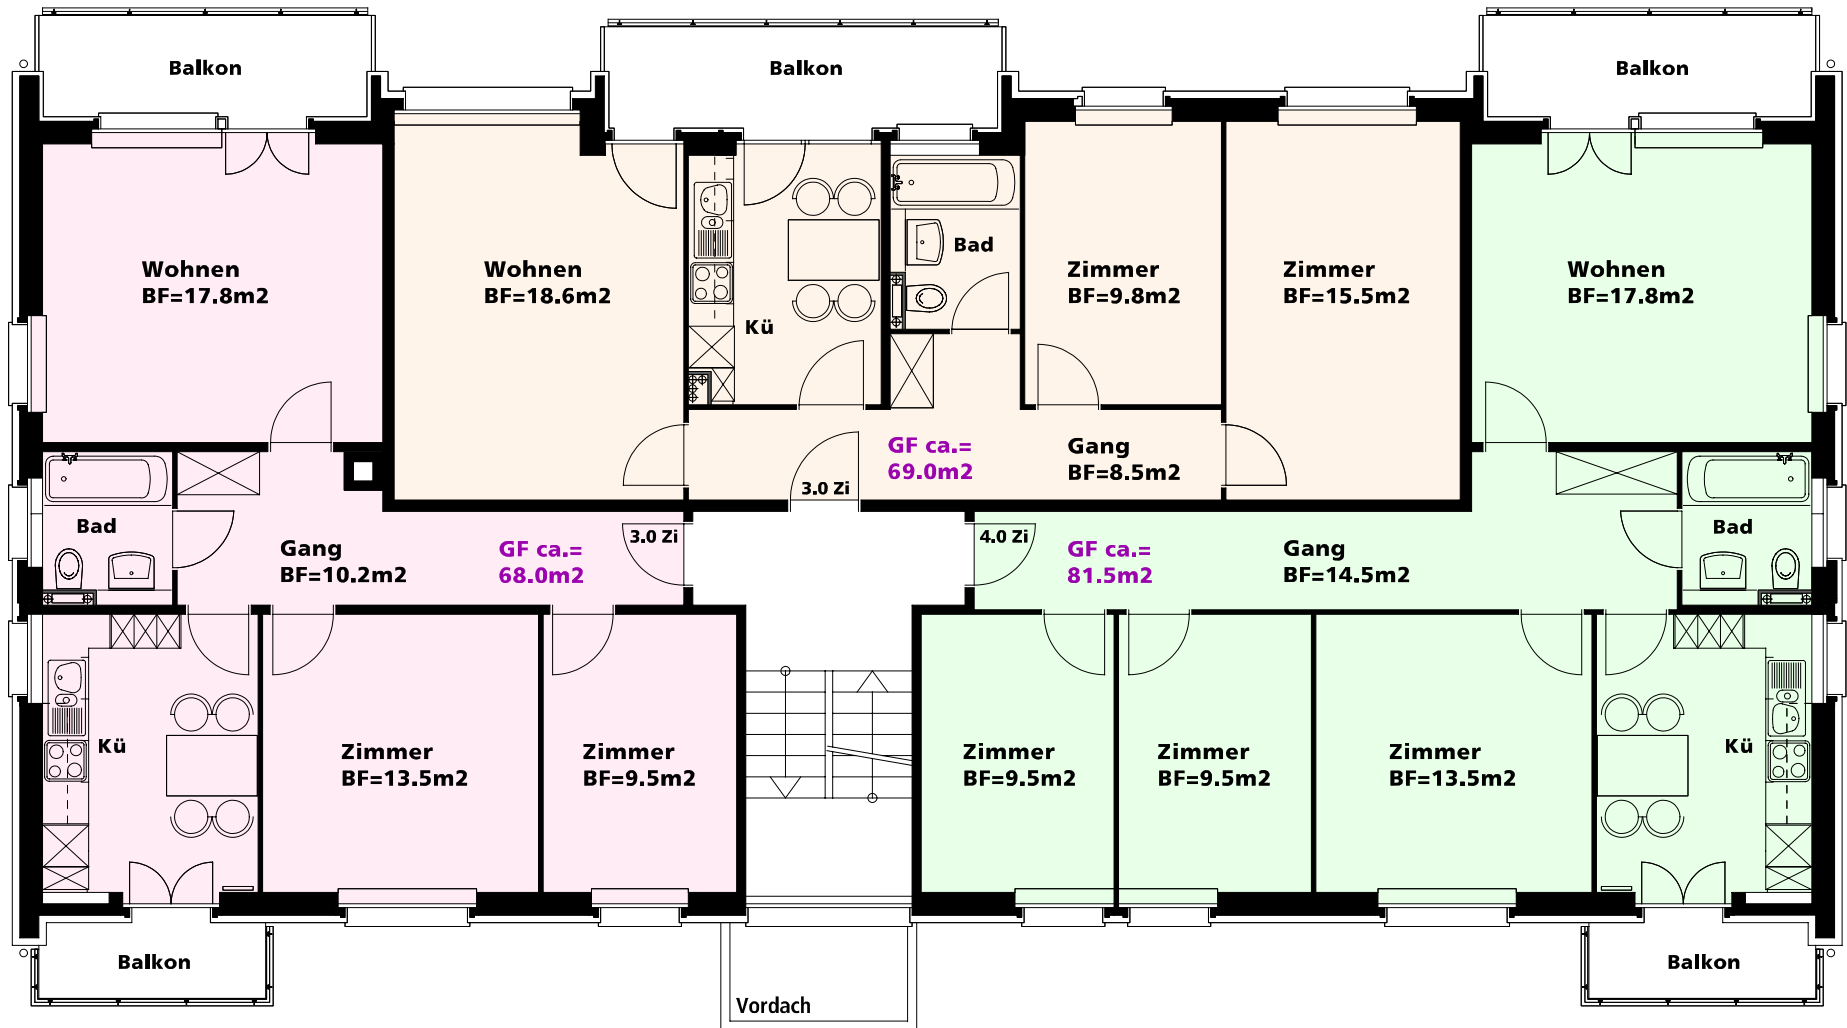 Balkon
Balkon
Balkon
Wohnen
BF=17.8m2
Wohnen
BF=18.6m2
Kü
Bad
Zimmer
BF=9.8m2
Zimmer
BF=15.5m2
Wohnen
BF=17.8m2
GF ca.=
69.0m2
Gang
BF=8.5m2
3.0 Zi
Bad
Gang
BF=10.2m2
GF ca.=
68.0m2
3.0 Zi
4.0 Zi
GF ca.=
81.5m2
Gang
BF=14.5m2
Bad
Kü
Zimmer
BF=13.5m2
Zimmer
BF=9.5m2
Zimmer
BF=9.5m2
Zimmer
BF=9.5m2
Zimmer
BF=13.5m2
Kü
Balkon
Vordach
Balkon